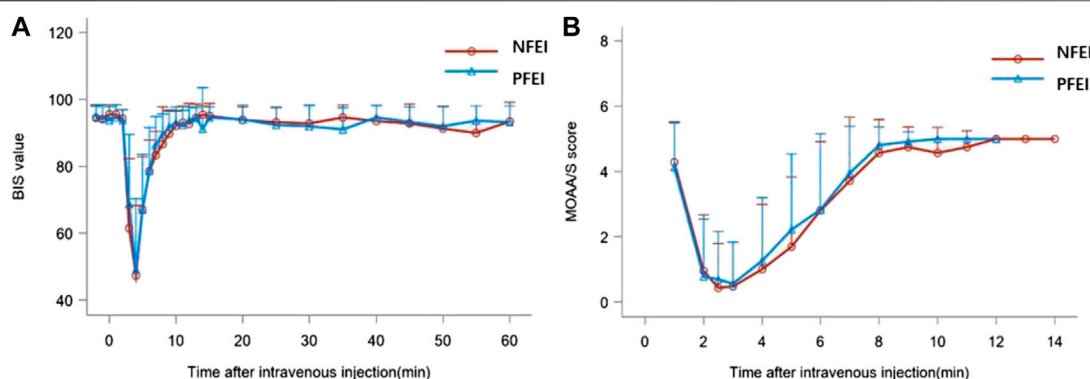 A
120
100
80
60
40
BIS value
0 10 20 30 40 50 60
Time after intravenous injection(min)
NFEI
PFEI
B
8
6
4
2
0
MOAA/S score
0 2 4 6 8 10 12 14
Time after intravenous injection(min)
NFEI
PFEI